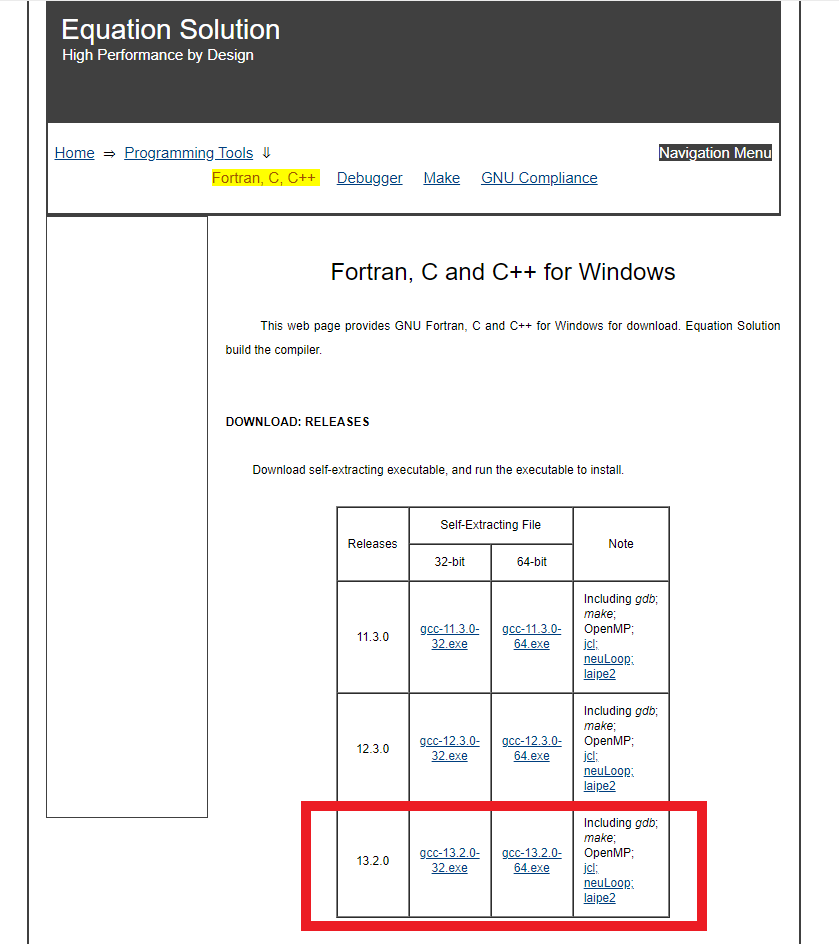 Equation Solution
High Performance by Design
Home ⇒ Programming Tools ⇓
Navigation Menu
Fortran, C, C++ Debugger Make GNU Compliance
Fortran, C and C++ for Windows
This web page provides GNU Fortran, C and C++ for Windows for download. Equation Solution
build the compiler.
DOWNLOAD: RELEASES
Download self-extracting executable, and run the executable to install.
Releases
Self-Extracting File
Note
32-bit
64-bit
11.3.0
gcc-11.3.0-
32.exe
gcc-11.3.0-
64.exe
Including gdb;
make;
OpenMP;
jcl;
neuLoop;
laipe2
12.3.0
gcc-12.3.0-
32.exe
gcc-12.3.0-
64.exe
Including gdb;
make;
OpenMP;
jcl;
neuLoop;
laipe2
13.2.0
gcc-13.2.0-
32.exe
gcc-13.2.0-
64.exe
Including gdb;
make;
OpenMP;
jcl;
neuLoop;
laipe2